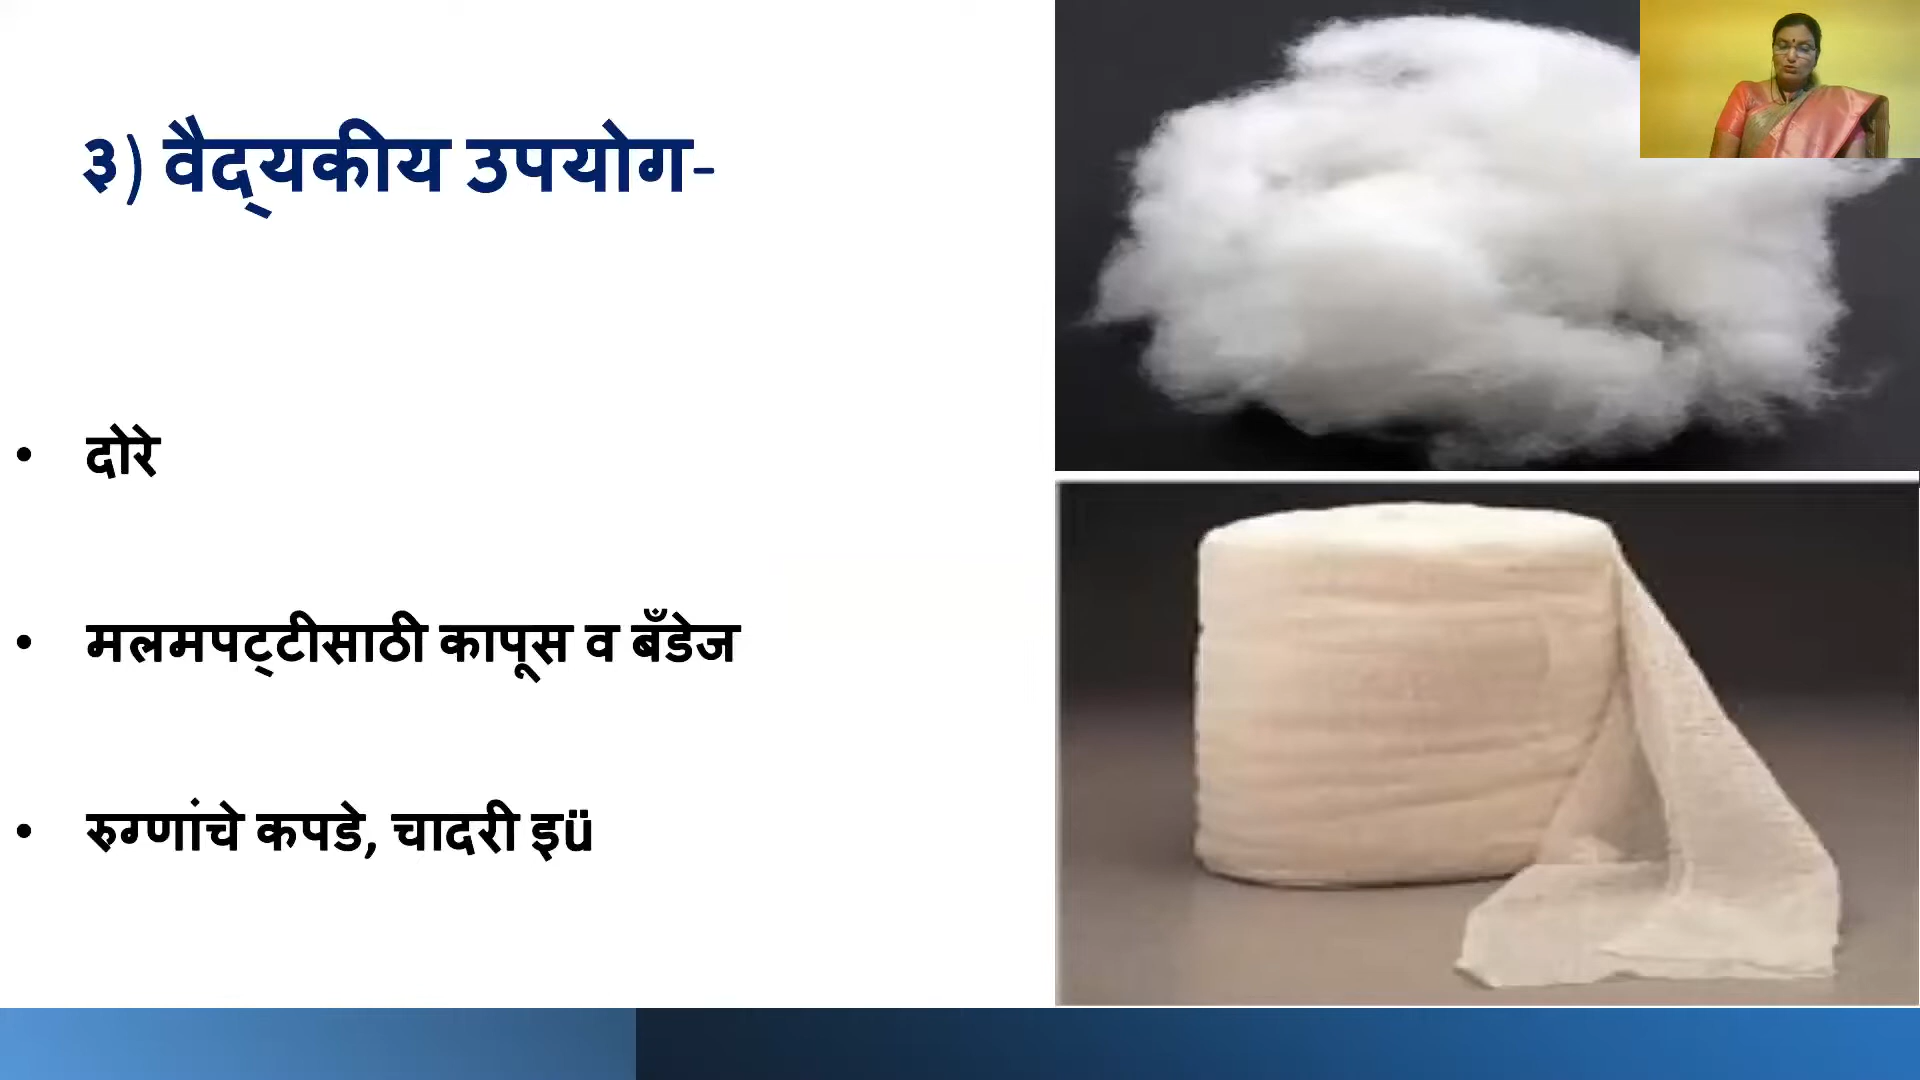 ३) वैद्यकीय उपयोग-
• दोरे
• मलमपट्टीसाठी कापूस व बँडेज
• रुग्णांचे कपडे, चादरी इü